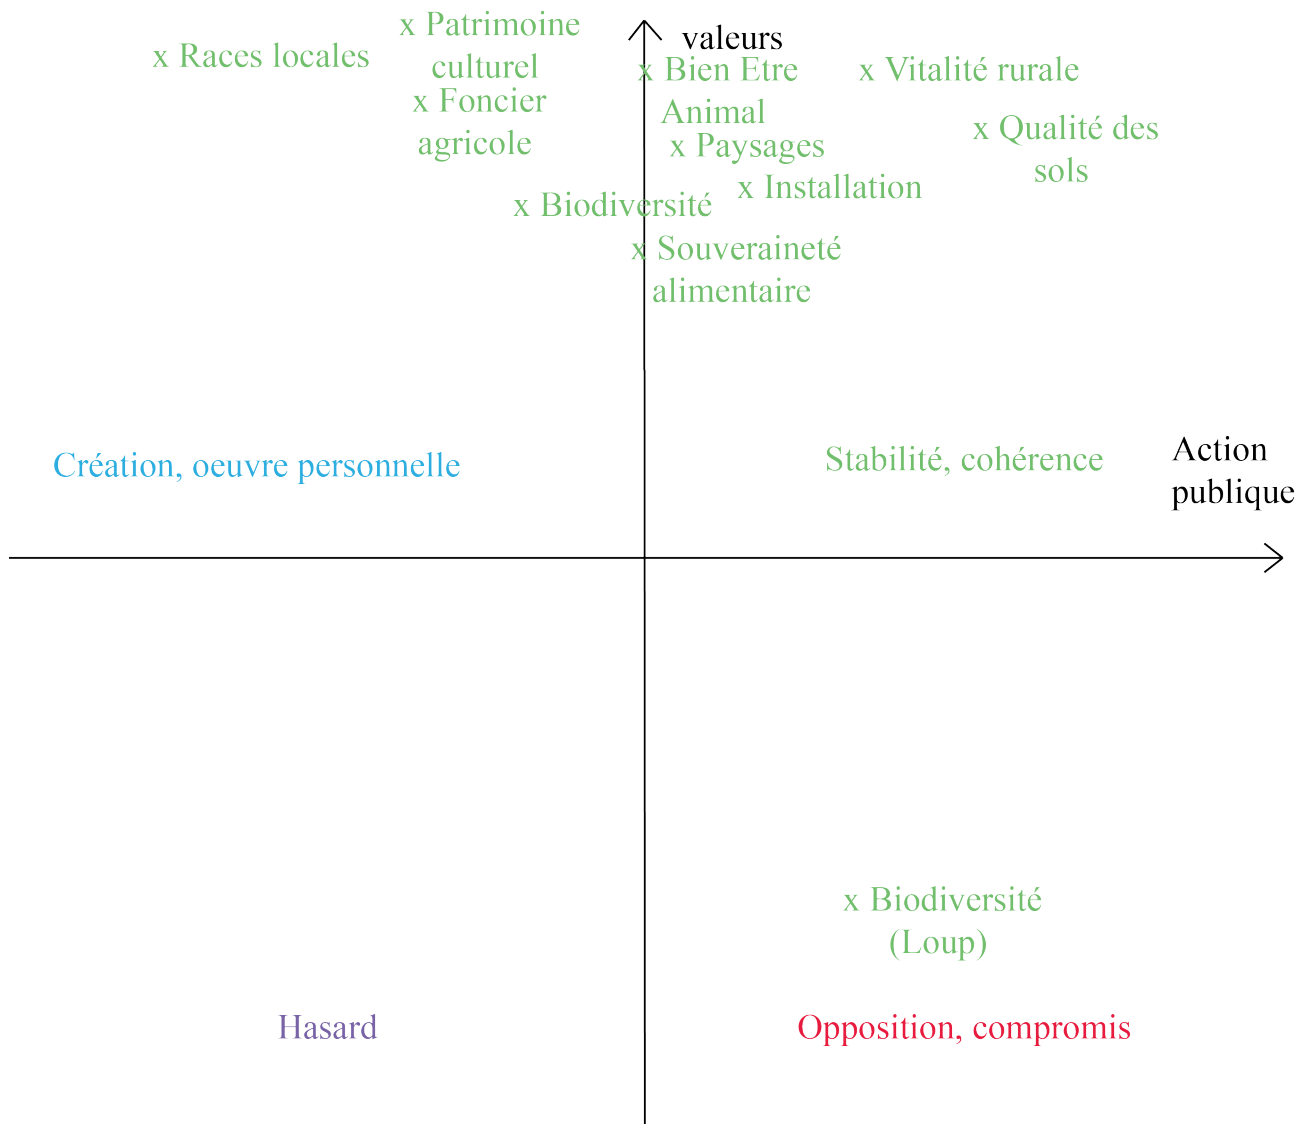 x Patrimoine
culturel
valeurs
x Races locales
x Bien Etre
Animal
x Vitalité rurale
x Foncier
agricole
x Qualité des
sols
x Paysages
x Installation
x Biodiversité
x Souveraineté
alimentaire
Création, oeuvre personnelle
Stabilité, cohérence
Action
publique
x Biodiversité
(Loup)
Hasard
Opposition, compromis